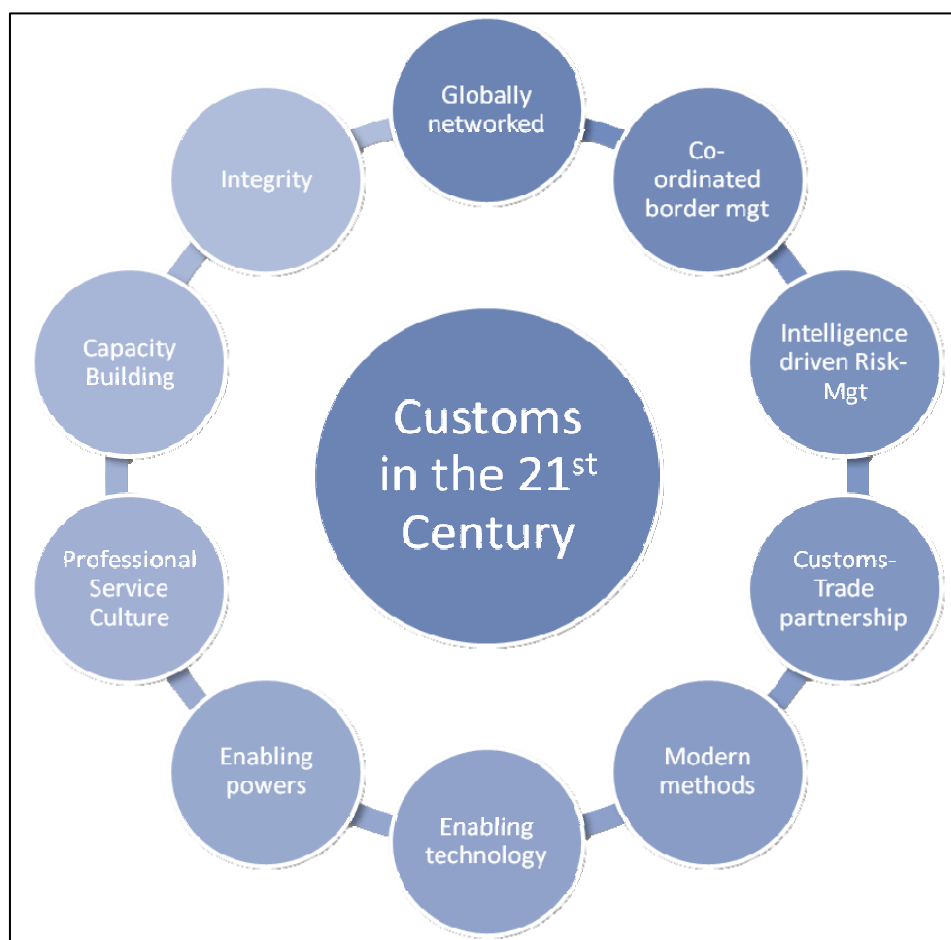 Globally
networked
Co-
ordinated
border mgt
Intelligence
driven Risk-
Mgt
Customs-
Trade
partnership
Modern
methods
Enabling
technology
Enabling
powers
Professional
Service
Culture
Capacity
Building
Integrity
Customs
in the 21st
Century